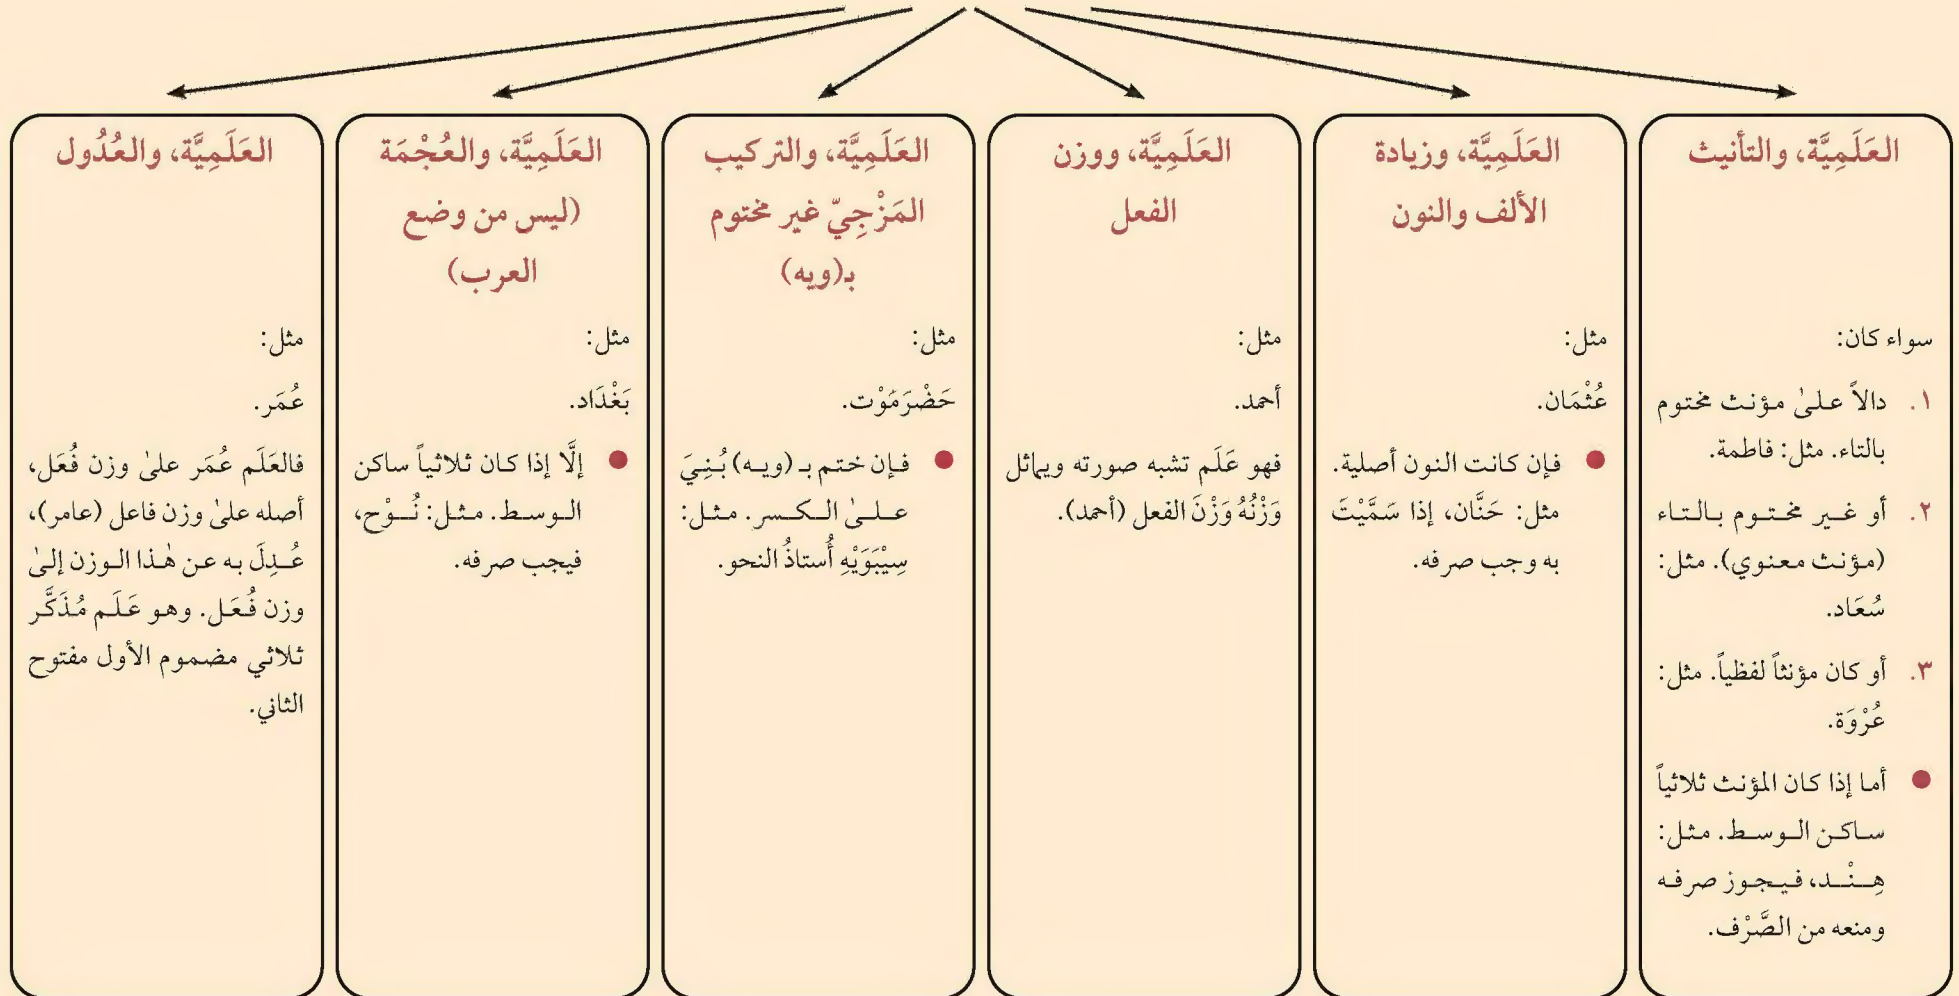 العَلَمِيَّة، والتأنيث
سواء كان:
١. دالاً علىٰ مؤنث مختوم
بالتاء. مثل: فاطمة.
٢. أو غير مختوم بالتاء
(مؤنث معنوي). مثل:
سُعَاد.
٣. أو كان مؤنثاً لفظياً. مثل:
عُرْوَة.
● أما إذا كان المؤنث ثلاثياً
ساكن الوسط. مثل:
هِنْد، فيجوز صرفه
ومنعه من الصَّرْف.
العَلَمِيَّة، وزيادة
الألف والنون
مثل:
عُثْمَان.
● فإن كانت النون أصلية.
مثل: حَنَّان، إذا سَمَّيْتَ
به وجب صرفه.
العَلَمِيَّة، ووزن
الفعل
مثل:
أحمد.
فهو عَلَم تشبه صورته ويماثل
وَزْنُهُ وَزْنَ الفعل (أحمد).
العَلَمِيَّة، والتركيب
المَزْجِيّ غير مختوم
بـ(ويه)
مثل:
حَضْرَمَوْت.
● فإن ختم بـ (ويه) بُنِيَ
علىٰ الكسر. مثل:
سِيْبَوَيْهِ أُستاذُ النحو.
العَلَمِيَّة، والعُجْمَة
(ليس من وضع
العرب)
مثل:
بَغْدَاد.
● إلَّا إذا كان ثلاثياً ساكن
الوسط. مثل: نُوْح،
فيجب صرفه.
العَلَمِيَّة، والعُدُول
مثل:
عُمَر.
فالعَلَم عُمَر علىٰ وزن فُعَل،
أصله علىٰ وزن فاعل (عامر)،
عُدِلَ به عن هٰذا الوزن إلىٰ
وزن فُعَل. وهو عَلَم مُذَكَّر
ثلاثي مضموم الأول مفتوح
الثاني.